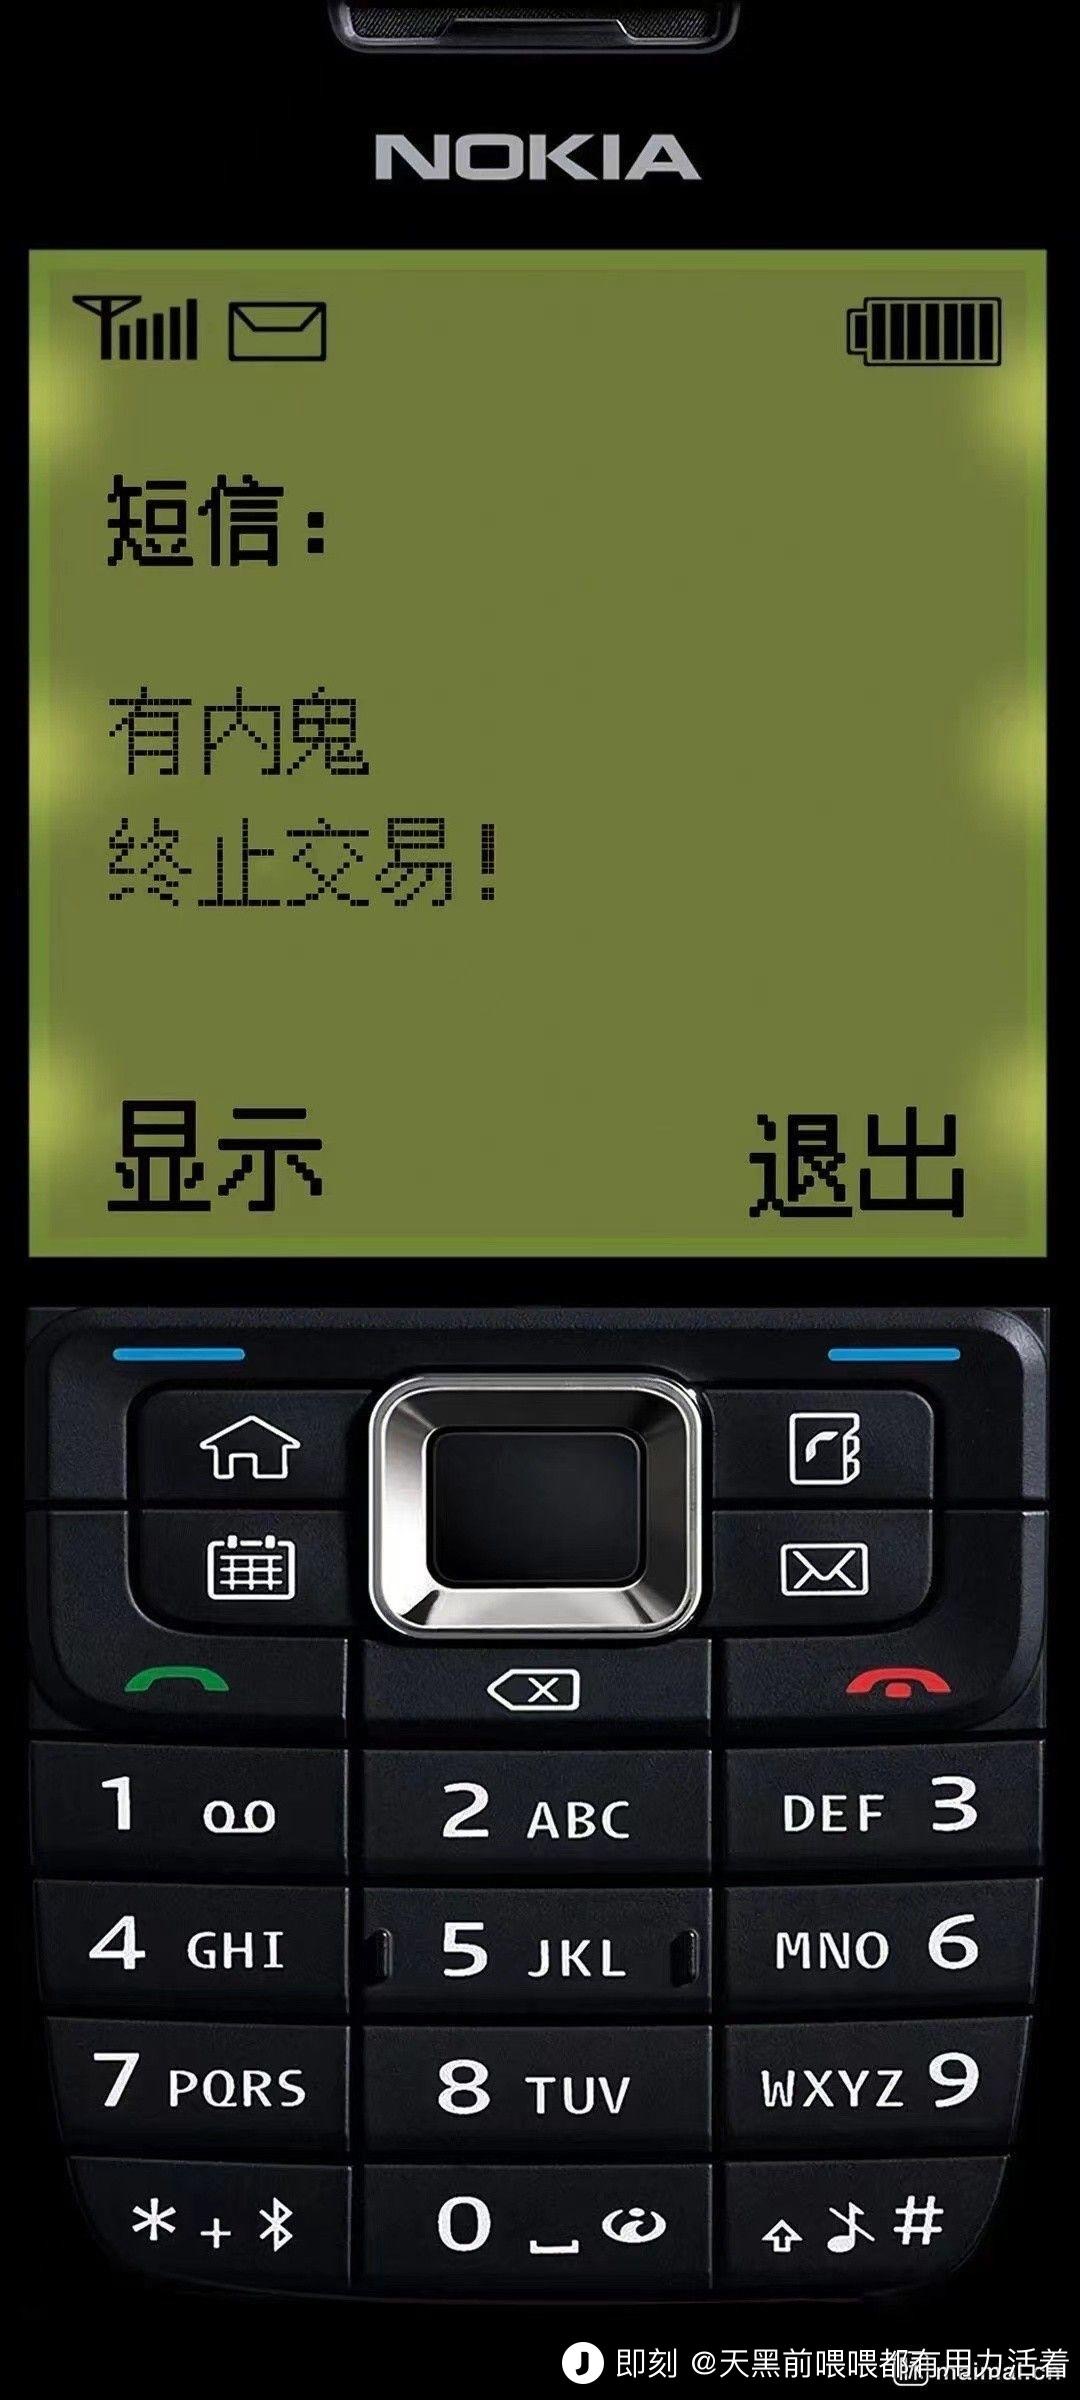 NOKIA
短信:
有内鬼
终止交易!
显示 退出
1 2 ABC DEF 3
4 GHI 5 JKL MNO 6
7 PQRS 8 TUV WXYZ 9
* + 0 #
即刻 @天黑前喂喂都有用力活着
maimai.cn